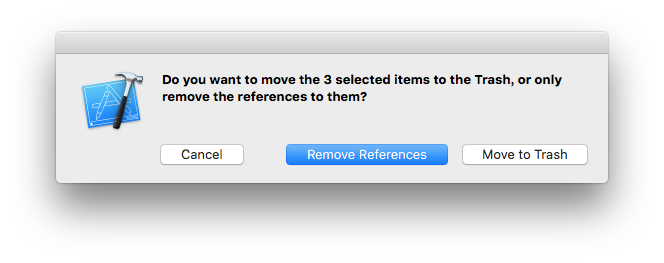 Do you want to move the 3 selected items to the Trash, or only
remove the references to them?
Cancel
Remove References
Move to Trash